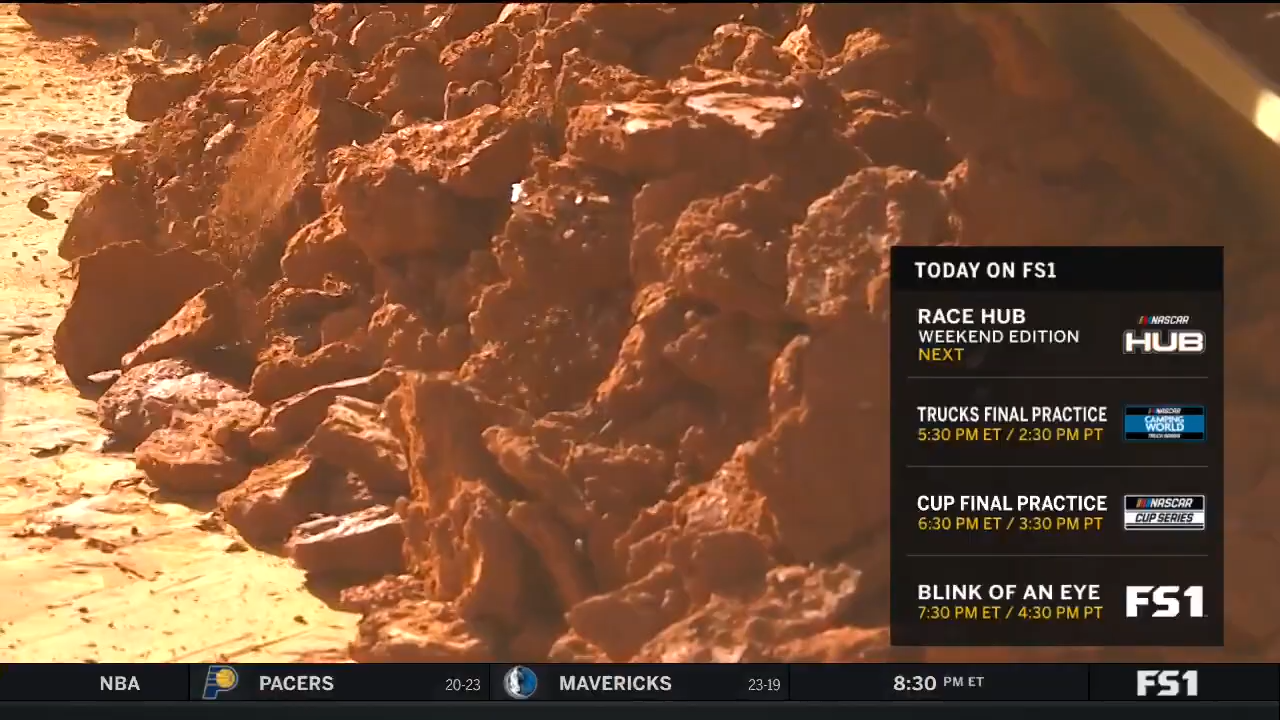 TODAY ON FS1
RACE HUB
WEEKEND EDITION
NEXT
NASCAR
HUB
TRUCKS FINAL PRACTICE
5:30 PM ET / 2:30 PM PT
NASCAR
CAMPING
WORLD
TRUCK SERIES
CUP FINAL PRACTICE
6:30 PM ET / 3:30 PM PT
NASCAR
CUP SERIES
BLINK OF AN EYE
7:30 PM ET / 4:30 PM PT
FS1
NBA PACERS 20-23 MAVERICKS 23-19 8:30 PM ET FS1